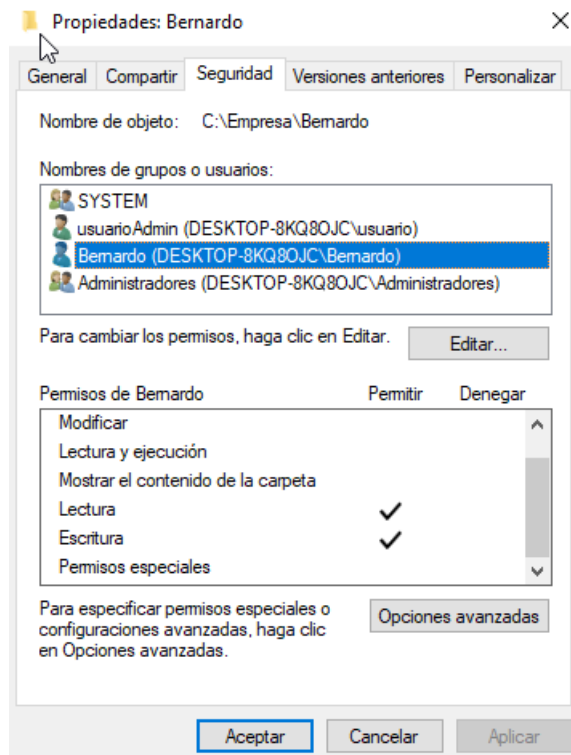 Propiedades: Bernardo
General Compartir Seguridad Versiones anteriores Personalizar
Nombre de objeto: C:\Empresa\Bernardo
Nombres de grupos o usuarios:
SYSTEM
usuarioAdmin (DESKTOP-8KQ8OJC\usuario)
Bernardo (DESKTOP-8KQ8OJC\Bernardo)
Administradores (DESKTOP-8KQ8OJC\Administradores)
Para cambiar los permisos, haga clic en Editar. Editar...
Permisos de Bernardo Permitir Denegar
Modificar
Lectura y ejecución
Mostrar el contenido de la carpeta
Lectura
Escritura
Permisos especiales
Para especificar permisos especiales o
configuraciones avanzadas, haga clic
en Opciones avanzadas.
Opciones avanzadas
Aceptar Cancelar Aplicar